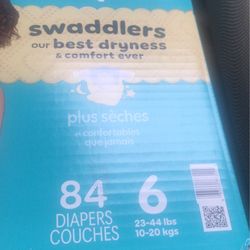 swaddlers
our best dryness
& comfort ever
plus sèches
et confortables
que jamais
84
DIAPERS
COUCHES
6
23-44 lbs
10-20 kgs